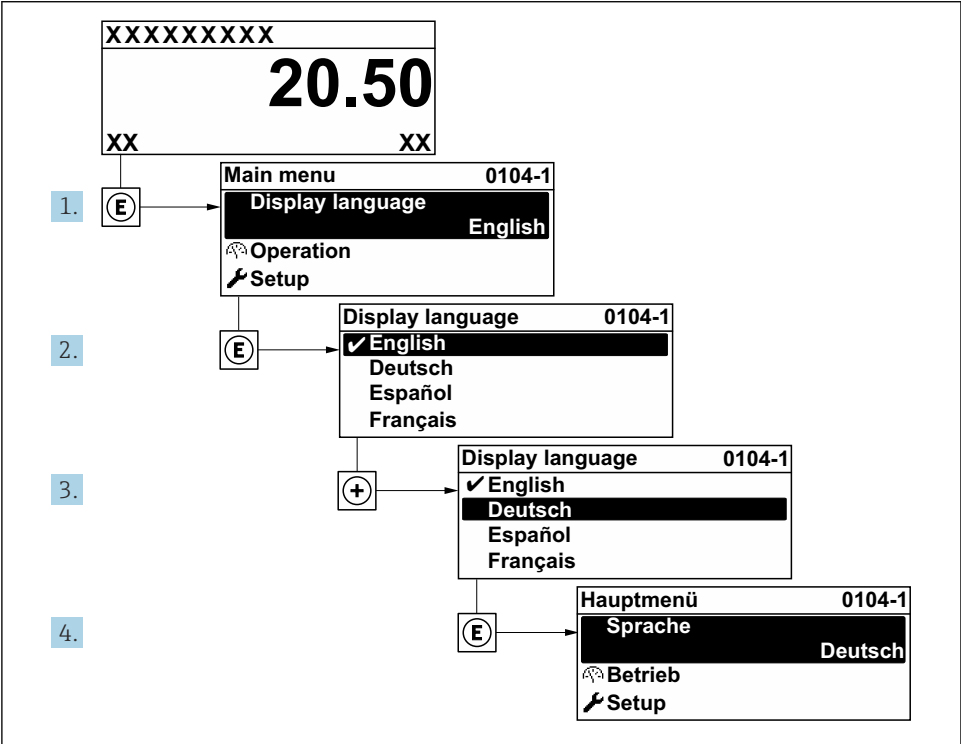 XXXXXXXXX
20.50
XX XX
1. E
Main menu 0104-1
Display language
English
Operation
Setup
2. E
Display language 0104-1
✔ English
Deutsch
Español
Français
3. +
Display language 0104-1
✔ English
Deutsch
Español
Français
4. E
Hauptmenü 0104-1
Sprache
Deutsch
Betrieb
Setup